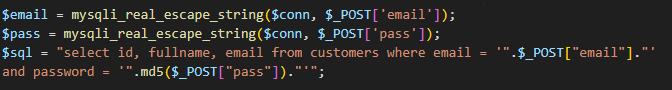 $email = mysqli_real_escape_string($conn, $_POST['email']);
$pass = mysqli_real_escape_string($conn, $_POST['pass']);
$sql = "select id, fullname, email from customers where email = '".$_POST["email"]."'
and password = '".md5($_POST["pass"])."'";